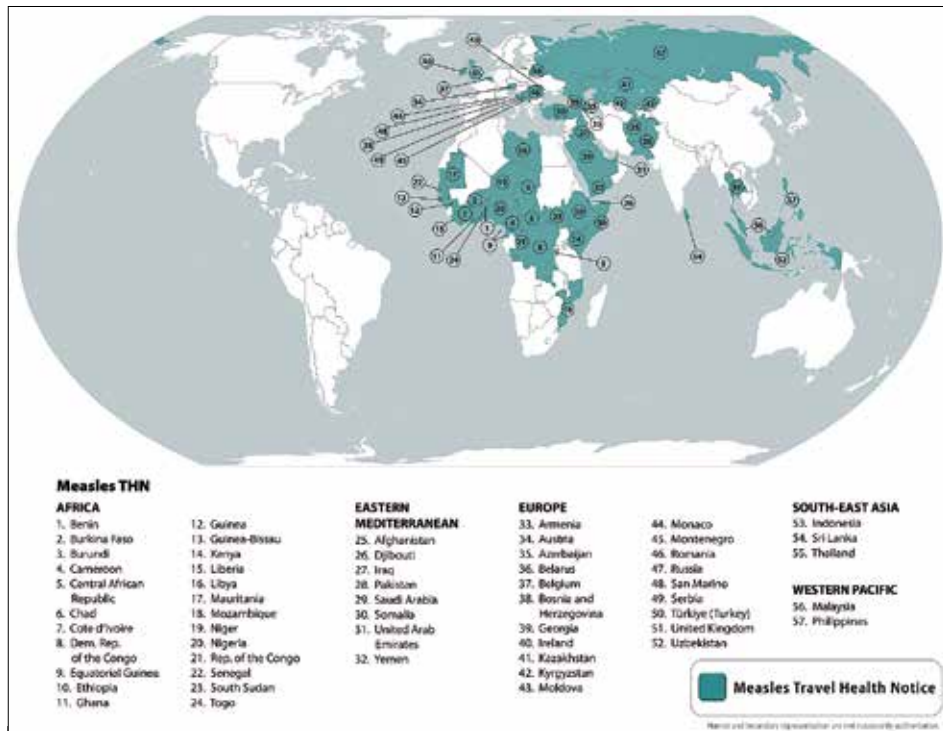 Measles THN
AFRICA
1. Benin
2. Burkina Faso
3. Burundi
4. Cameroon
5. Central African
Republic
6. Chad
7. Cote d'Ivoire
8. Dem. Rep.
of the Congo
9. Equatorial Guinea
10. Ethiopia
11. Ghana
12. Guinea
13. Guinea-Bissau
14. Kenya
15. Liberia
16. Libya
17. Mauritania
18. Mozambique
19. Niger
20. Nigeria
21. Rep. of the Congo
22. Senegal
23. South Sudan
24. Togo
EASTERN
MEDITERRANEAN
25. Afghanistan
26. Djibouti
27. Iraq
28. Pakistan
29. Saudi Arabia
30. Somalia
31. United Arab
Emirates
32. Yemen
EUROPE
33. Armenia
34. Austria
35. Azerbaijan
36. Belarus
37. Belgium
38. Bosnia and
Herzegovina
39. Georgia
40. Ireland
41. Kazakhstan
42. Kyrgyzstan
43. Moldova
44. Monaco
45. Montenegro
46. Romania
47. Russia
48. San Marino
49. Serbia
50. Türkiye (Turkey)
51. United Kingdom
52. Uzbekistan
SOUTH-EAST ASIA
53. Indonesia
54. Sri Lanka
55. Thailand
WESTERN PACIFIC
56. Malaysia
57. Philippines
Measles Travel Health Notice